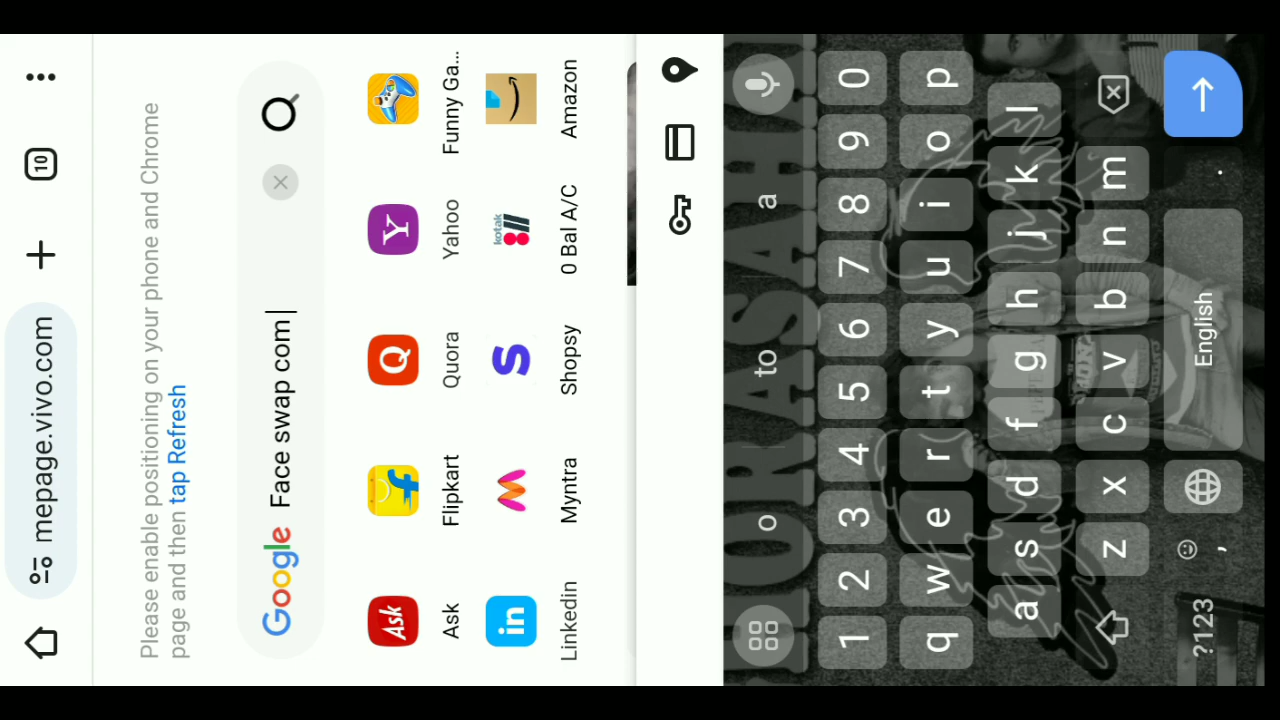 mepage.vivo.com
10
Please enable positioning on your phone and Chrome
page and then tap Refresh
Google Face swap com
Ask Flipkart Quora Yahoo Funny Ga...
Linkedin Myntra Shopsy 0 Bal A/C Amazon
o to a
1 2 3 4 5 6 7 8 9 0
q w e r t y u i o p
a s d f g h j k l
z x c v b n m
?123 , English .